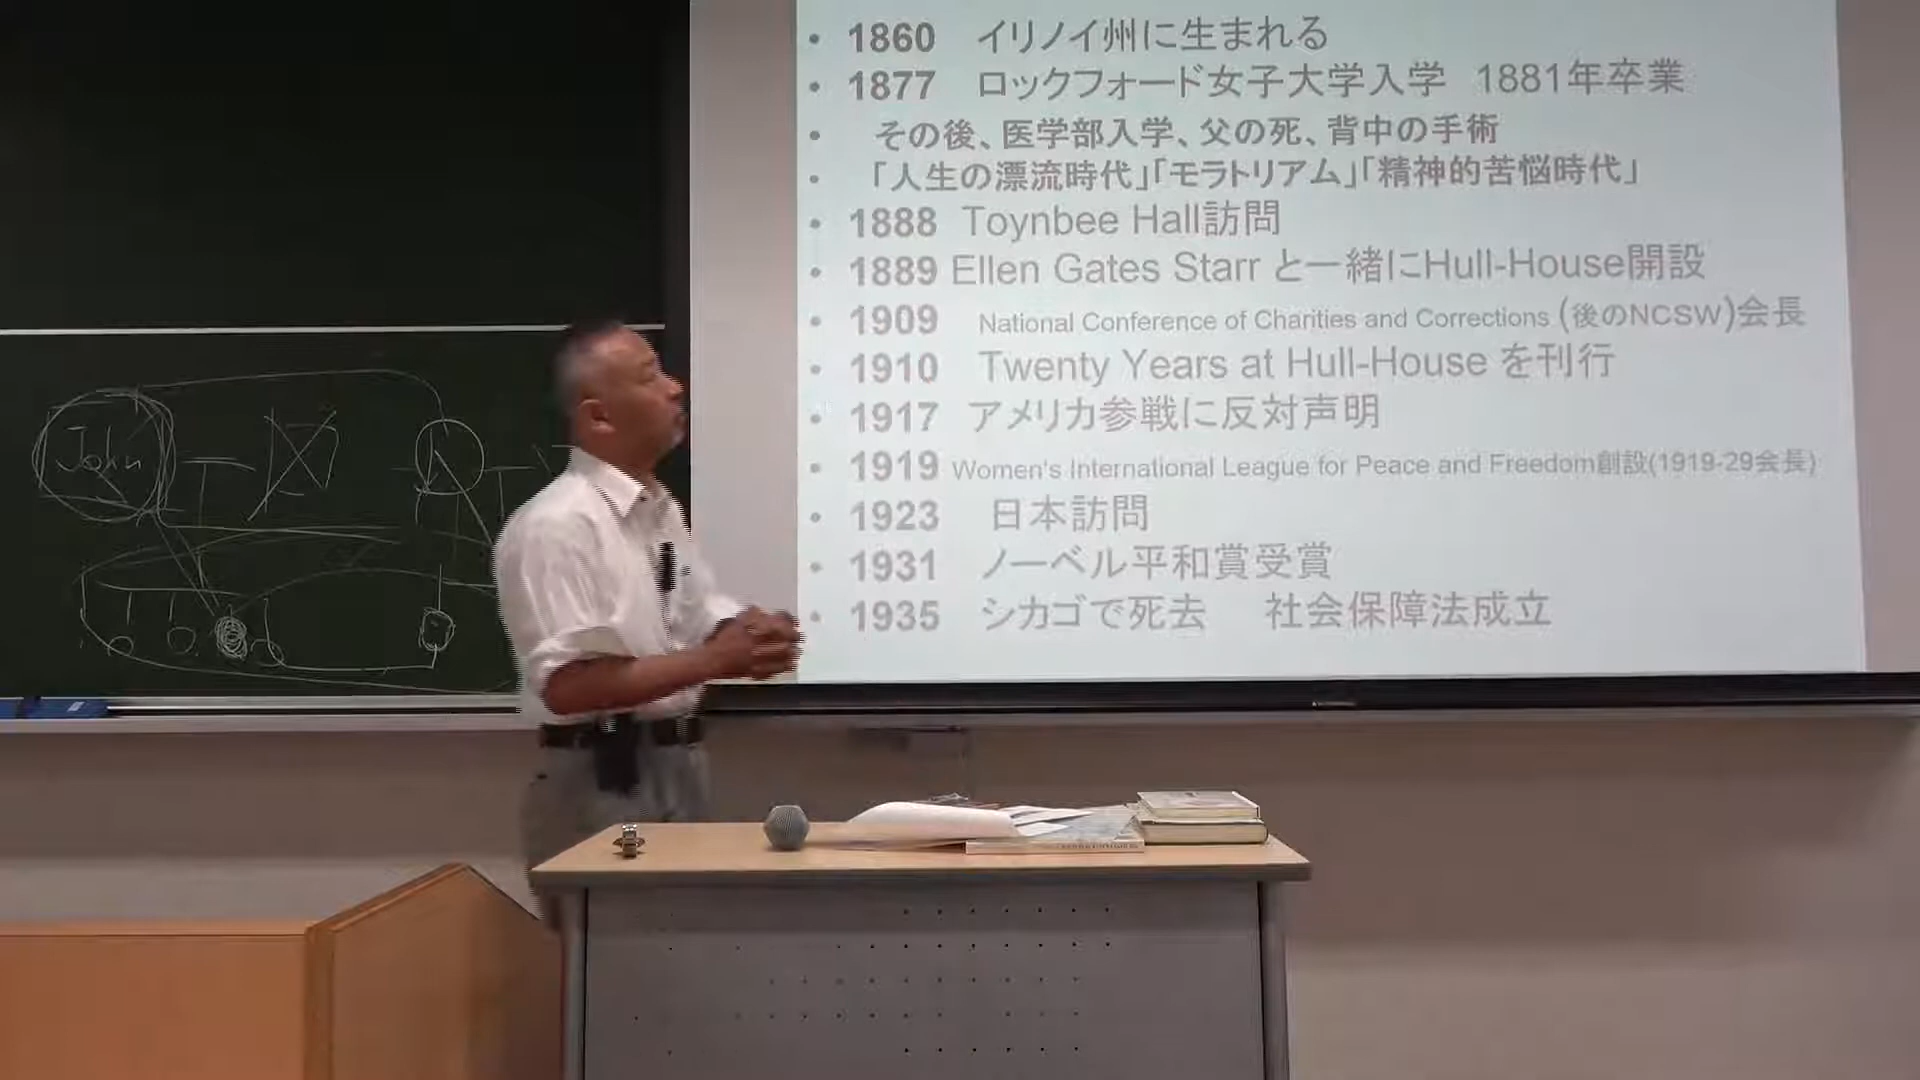 John
• 1860 イリノイ州に生まれる
• 1877 ロックフォード女子大学入学 1881年卒業
• その後、医学部入学、父の死、背中の手術
• 「人生の漂流時代」「モラトリアム」「精神的苦悩時代」
• 1888 Toynbee Hall訪問
• 1889 Ellen Gates Starr と一緒にHull-House開設
• 1909 National Conference of Charities and Corrections (後のNCSW)会長
• 1910 Twenty Years at Hull-House を刊行
• 1917 アメリカ参戦に反対声明
• 1919 Women's International League for Peace and Freedom創設(1919-29会長)
• 1923 日本訪問
• 1931 ノーベル平和賞受賞
• 1935 シカゴで死去 社会保障法成立